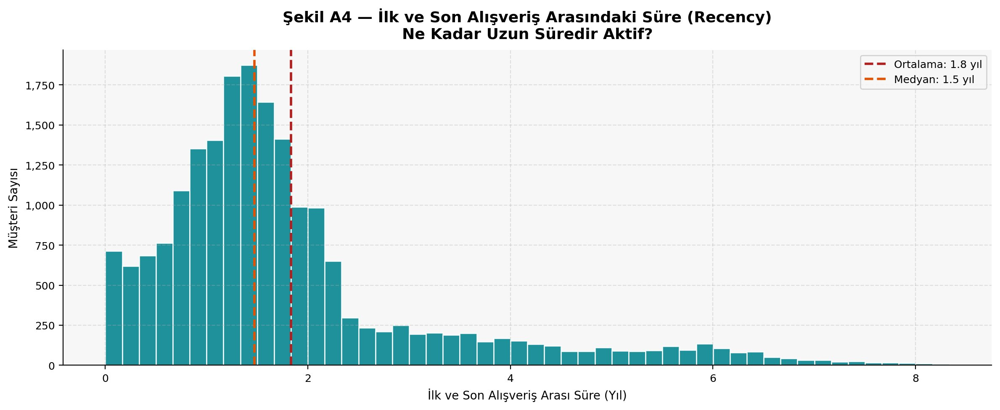 Şekil A4 — İlk ve Son Alışveriş Arasındaki Süre (Recency)
Ne Kadar Uzun Süredir Aktif?
Ortalama: 1.8 yıl
Medyan: 1.5 yıl
Müşteri Sayısı
1,750
1,500
1,250
1,000
750
500
250
0
0 2 4 6 8
İlk ve Son Alışveriş Arası Süre (Yıl)